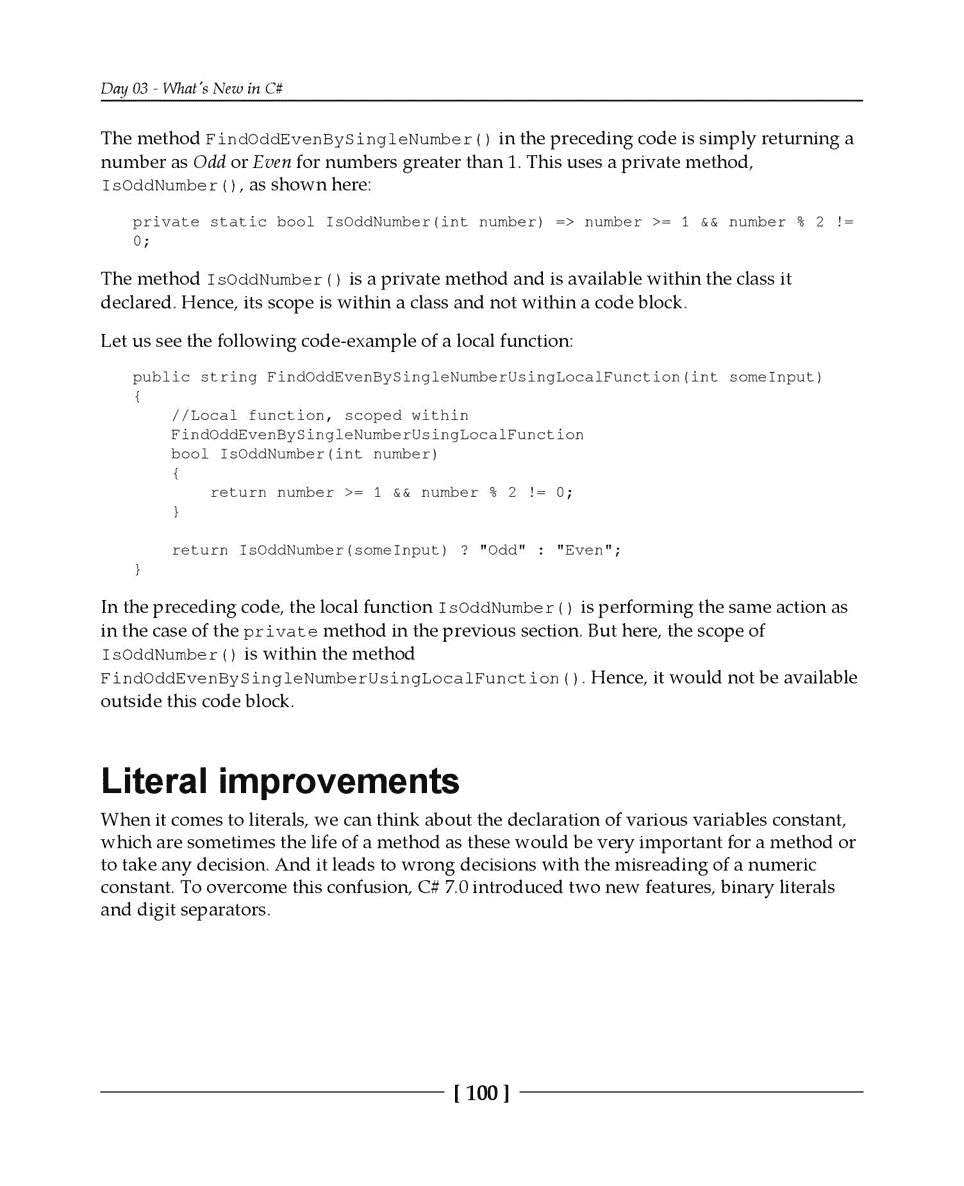 Day 03 - What's New in C#
The method FindOddEvenBySingleNumber() in the preceding code is simply returning a
number as Odd or Even for numbers greater than 1. This uses a private method,
IsOddNumber(), as shown here:
private static bool IsOddNumber(int number) => number >= 1 && number % 2 !=
0;
The method IsOddNumber() is a private method and is available within the class it
declared. Hence, its scope is within a class and not within a code block.
Let us see the following code-example of a local function:
public string FindOddEvenBySingleNumberUsingLocalFunction(int someInput)
{
    //Local function, scoped within
    FindOddEvenBySingleNumberUsingLocalFunction
    bool IsOddNumber(int number)
    {
        return number >= 1 && number % 2 != 0;
    }
    return IsOddNumber(someInput) ? "Odd" : "Even";
}
In the preceding code, the local function IsOddNumber() is performing the same action as
in the case of the private method in the previous section. But here, the scope of
IsOddNumber() is within the method
FindOddEvenBySingleNumberUsingLocalFunction(). Hence, it would not be available
outside this code block.
Literal improvements
When it comes to literals, we can think about the declaration of various variables constant,
which are sometimes the life of a method as these would be very important for a method or
to take any decision. And it leads to wrong decisions with the misreading of a numeric
constant. To overcome this confusion, C# 7.0 introduced two new features, binary literals
and digit separators.
[ 100 ]